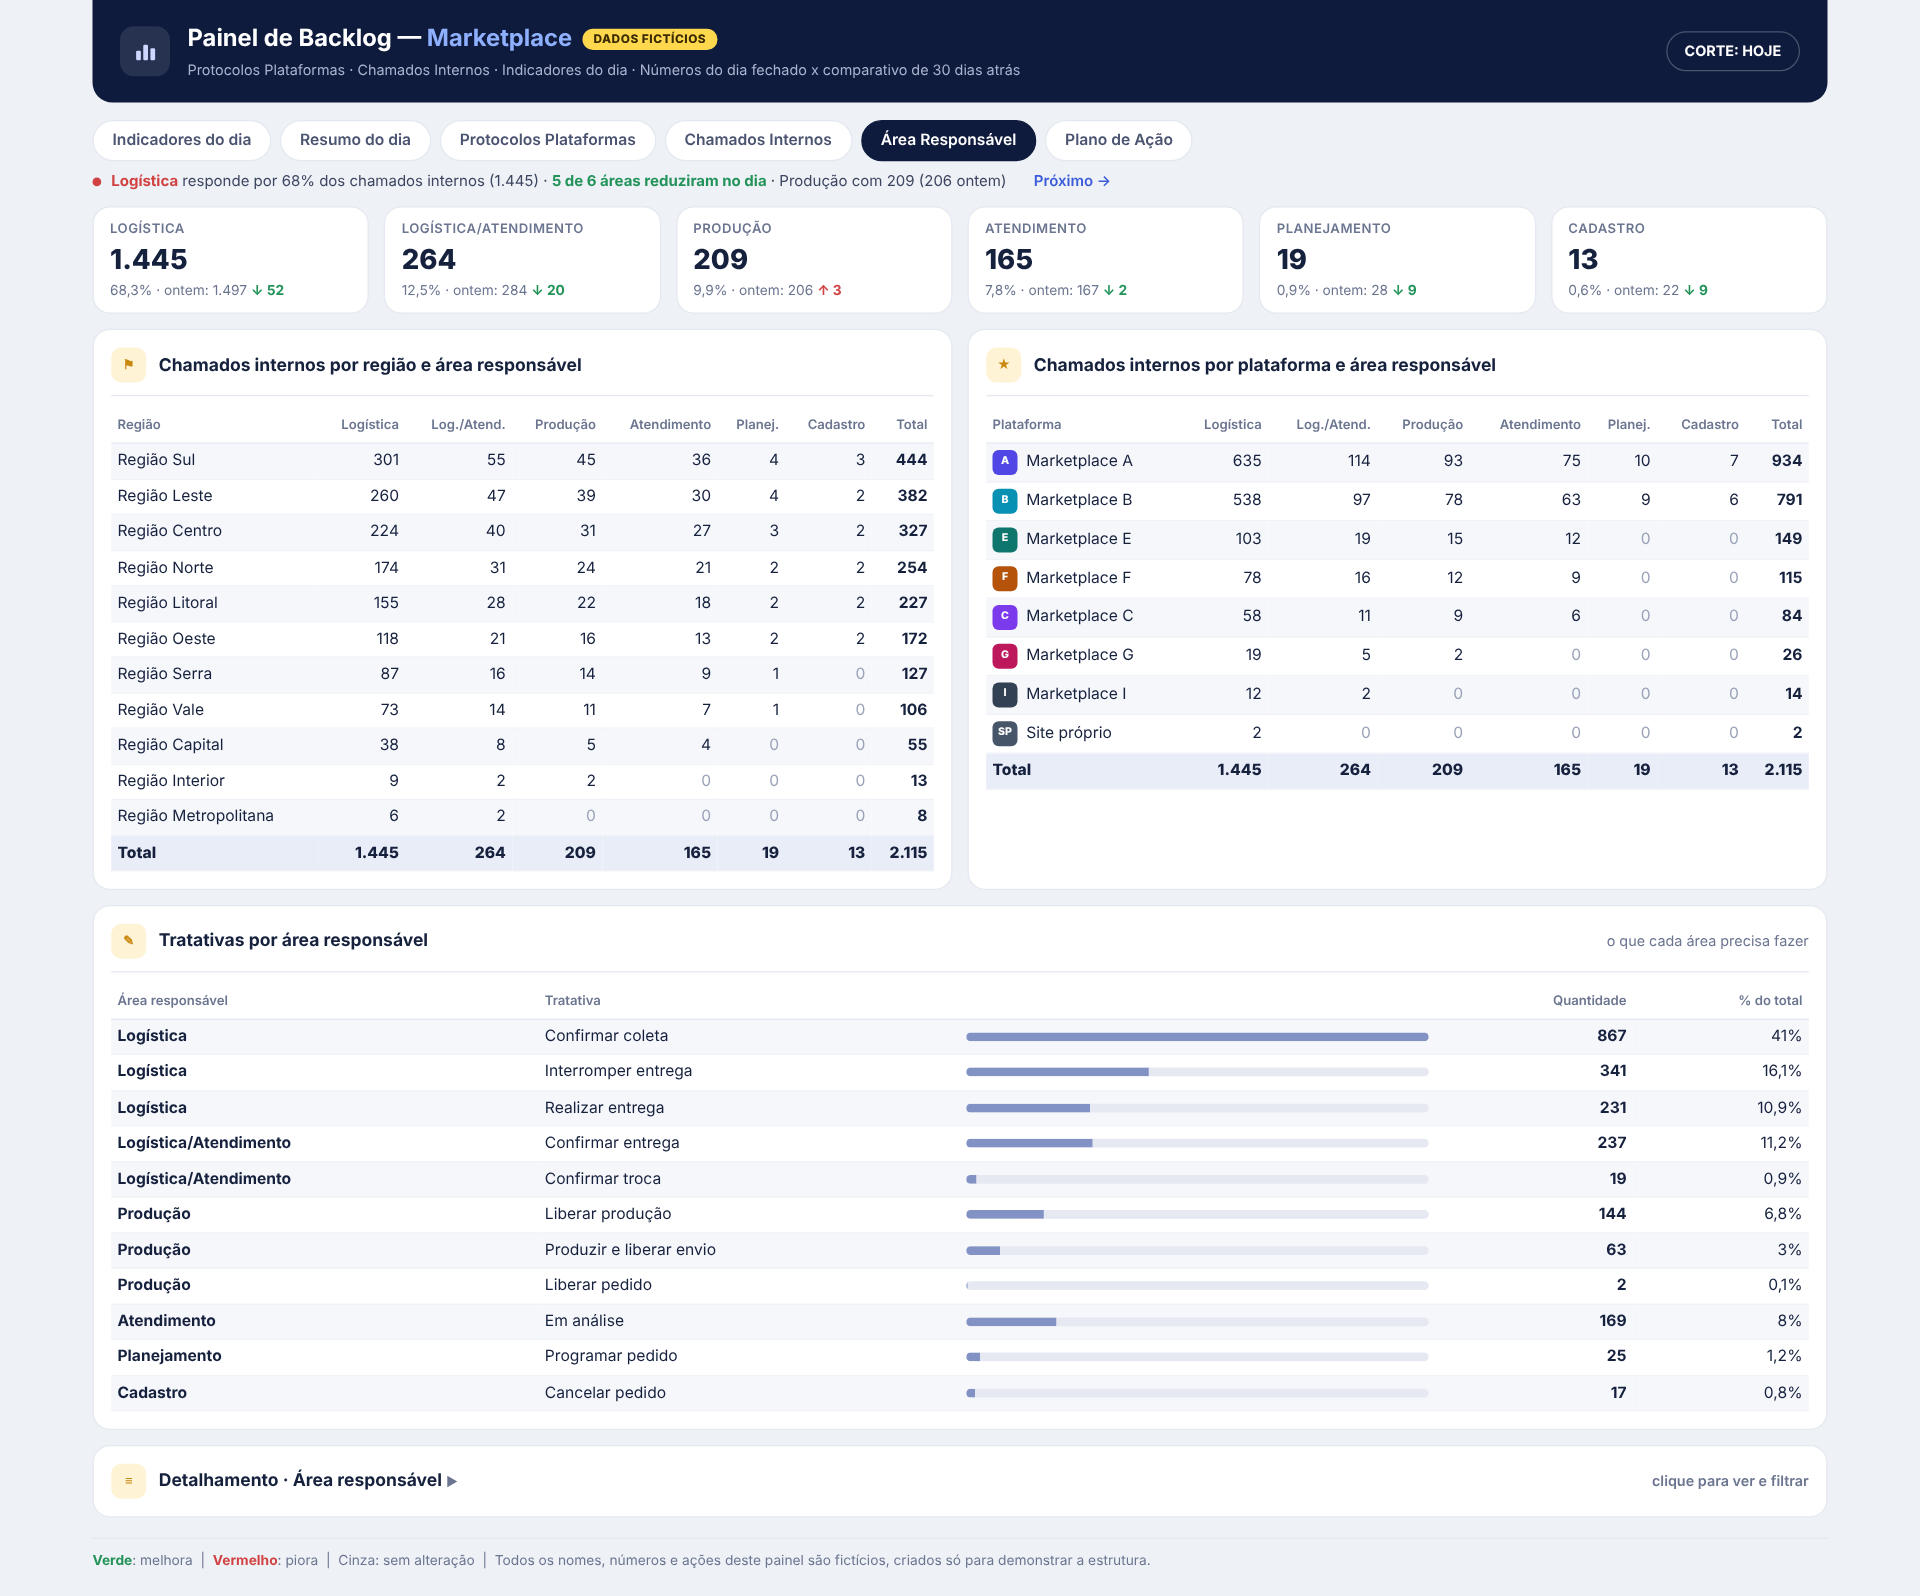 Painel de Backlog — Marketplace DADOS FICTÍCIOS
Protocolos Plataformas · Chamados Internos · Indicadores do dia · Números do dia fechado x comparativo de 30 dias atrás
CORTE: HOJE
Indicadores do dia Resumo do dia Protocolos Plataformas Chamados Internos Área Responsável Plano de Ação
Logística responde por 68% dos chamados internos (1.445) · 5 de 6 áreas reduziram no dia · Produção com 209 (206 ontem) Próximo →
LOGÍSTICA
1.445
68,3% · ontem: 1.497 ↓ 52
LOGÍSTICA/ATENDIMENTO
264
12,5% · ontem: 284 ↓ 20
PRODUÇÃO
209
9,9% · ontem: 206 ↑ 3
ATENDIMENTO
165
7,8% · ontem: 167 ↓ 2
PLANEJAMENTO
19
0,9% · ontem: 28 ↓ 9
CADASTRO
13
0,6% · ontem: 22 ↓ 9
⚑ Chamados internos por região e área responsável
Região Logística Log./Atend. Produção Atendimento Planej. Cadastro Total
Região Sul 301 55 45 36 4 3 444
Região Leste 260 47 39 30 4 2 382
Região Centro 224 40 31 27 3 2 327
Região Norte 174 31 24 21 2 2 254
Região Litoral 155 28 22 18 2 2 227
Região Oeste 118 21 16 13 2 2 172
Região Serra 87 16 14 9 1 0 127
Região Vale 73 14 11 7 1 0 106
Região Capital 38 8 5 4 0 0 55
Região Interior 9 2 2 0 0 0 13
Região Metropolitana 6 2 0 0 0 0 8
Total 1.445 264 209 165 19 13 2.115
★ Chamados internos por plataforma e área responsável
Plataforma Logística Log./Atend. Produção Atendimento Planej. Cadastro Total
A Marketplace A 635 114 93 75 10 7 934
B Marketplace B 538 97 78 63 9 6 791
E Marketplace E 103 19 15 12 0 0 149
F Marketplace F 78 16 12 9 0 0 115
C Marketplace C 58 11 9 6 0 0 84
G Marketplace G 19 5 2 0 0 0 26
I Marketplace I 12 2 0 0 0 0 14
SP Site próprio 2 0 0 0 0 0 2
Total 1.445 264 209 165 19 13 2.115
✎ Tratativas por área responsável
o que cada área precisa fazer
Área responsável Tratativa Quantidade % do total
Logística Confirmar coleta 867 41%
Logística Interromper entrega 341 16,1%
Logística Realizar entrega 231 10,9%
Logística/Atendimento Confirmar entrega 237 11,2%
Logística/Atendimento Confirmar troca 19 0,9%
Produção Liberar produção 144 6,8%
Produção Produzir e liberar envio 63 3%
Produção Liberar pedido 2 0,1%
Atendimento Em análise 169 8%
Planejamento Programar pedido 25 1,2%
Cadastro Cancelar pedido 17 0,8%
≡ Detalhamento · Área responsável ▶
clique para ver e filtrar
Verde: melhora | Vermelho: piora | Cinza: sem alteração | Todos os nomes, números e ações deste painel são fictícios, criados só para demonstrar a estrutura.